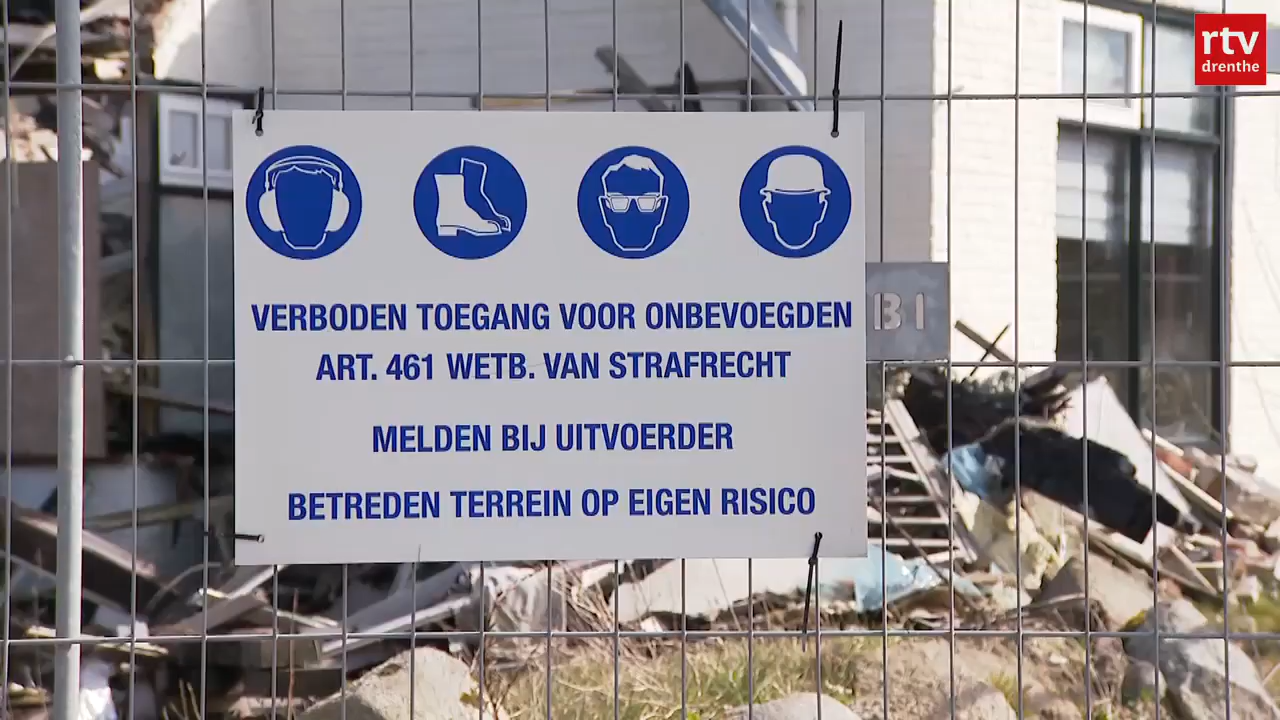 rtv
drenthe
VERBODEN TOEGANG VOOR ONBEVOEGDEN
ART. 461 WETB. VAN STRAFRECHT
MELDEN BIJ UITVOERDER
BETREDEN TERREIN OP EIGEN RISICO
BI